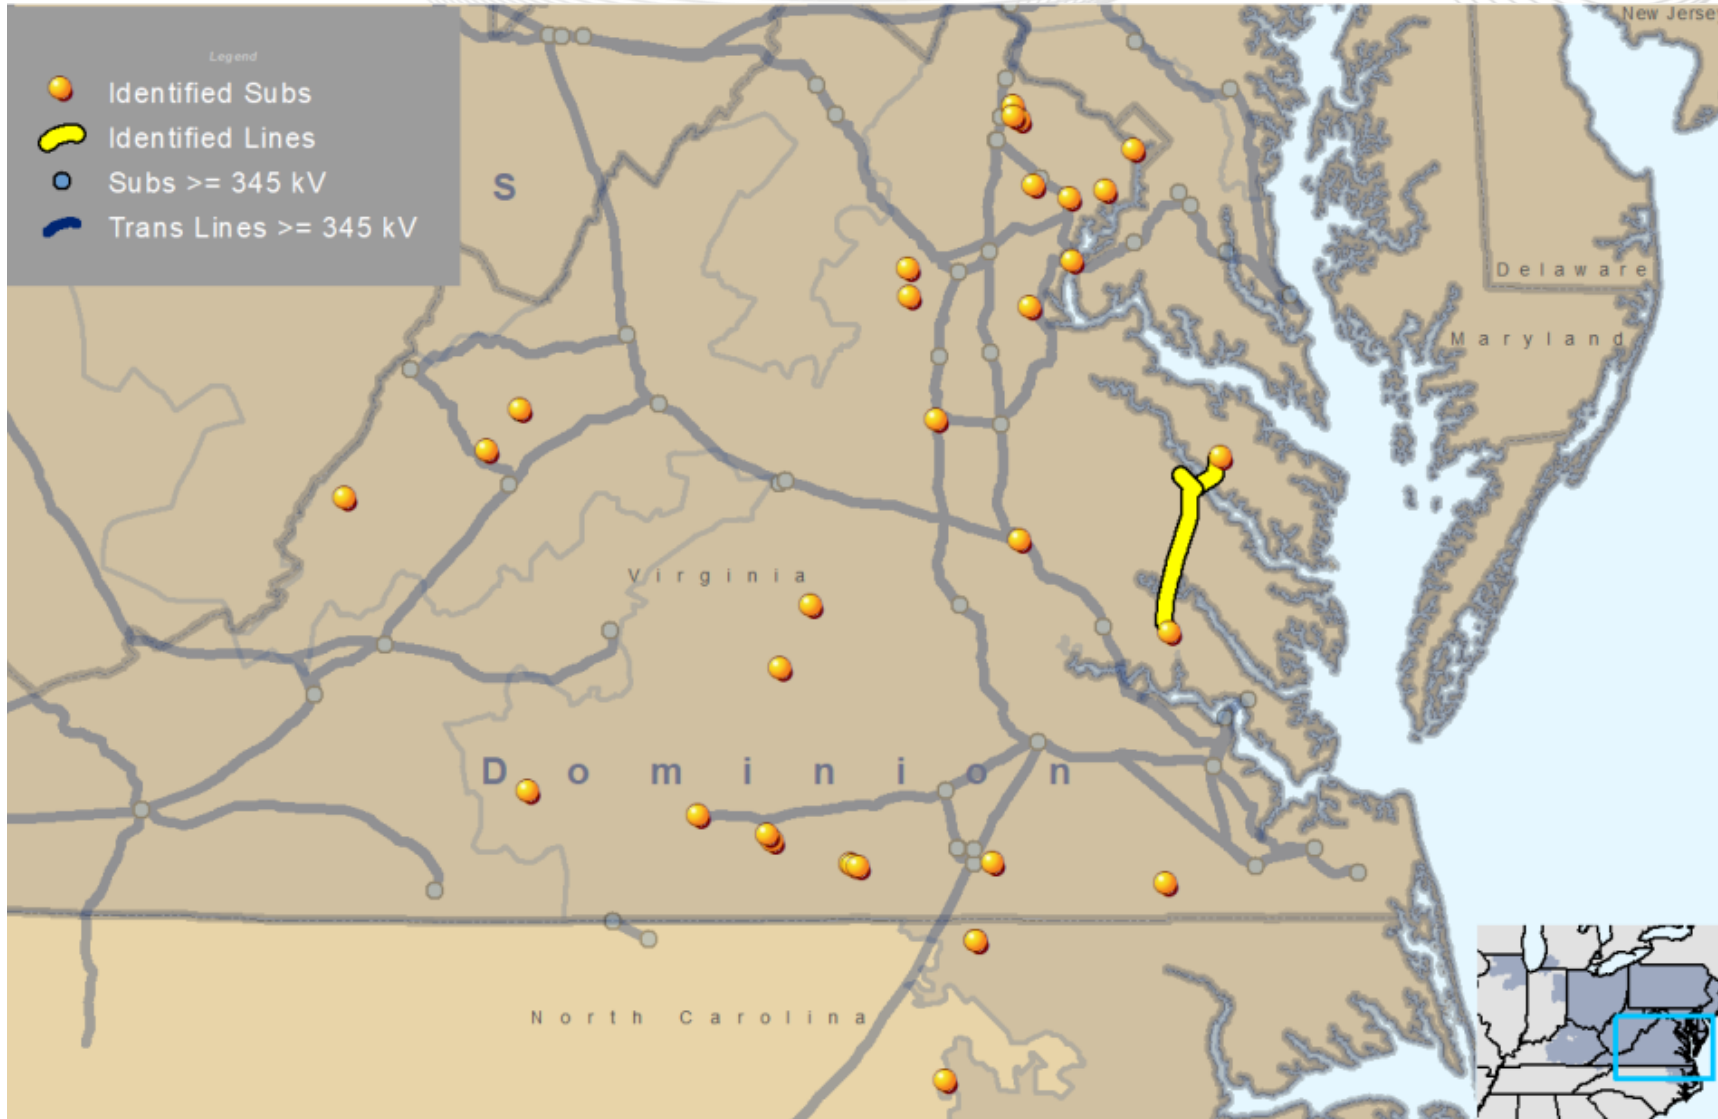 New Jerse
Legend
Identified Subs
Identified Lines
Subs >= 345 kV
Trans Lines >= 345 kV
S
Delaware
Maryland
Virginia
Dominion
North Carolina